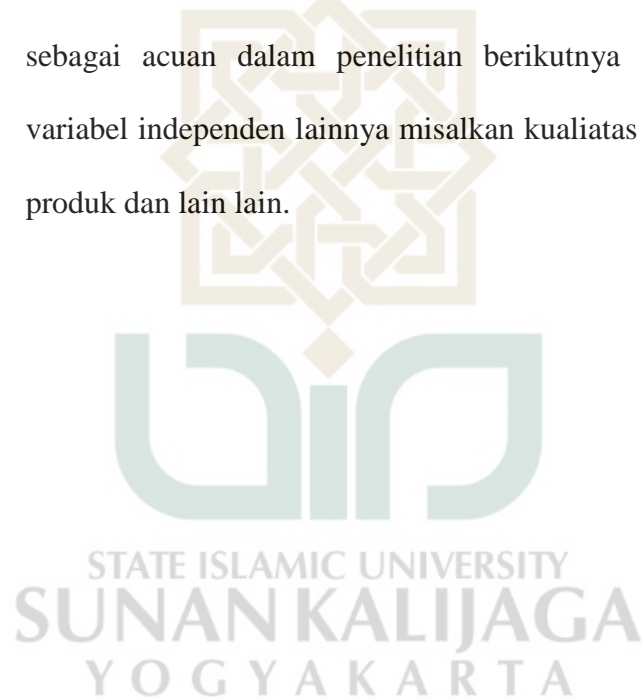 sebagai acuan dalam penelitian berikutnya
variabel independen lainnya misalkan kualiatas
produk dan lain lain.
STATE ISLAMIC UNIVERSITY
SUNAN KALIJAGA
YOGYAKARTA